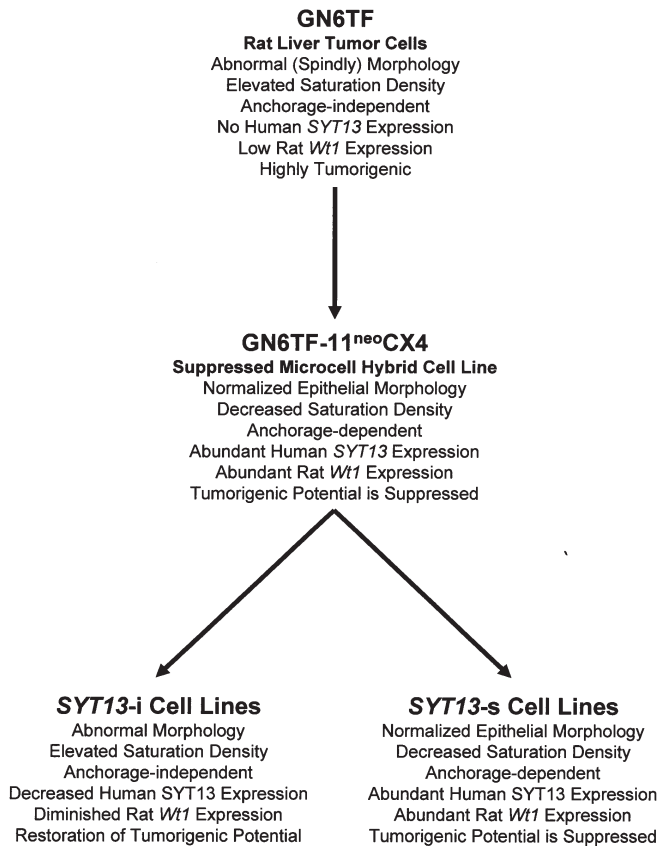 GN6TF
Rat Liver Tumor Cells
Abnormal (Spindly) Morphology
Elevated Saturation Density
Anchorage-independent
No Human SYT13 Expression
Low Rat Wt1 Expression
Highly Tumorigenic
GN6TF-11neoCX4
Suppressed Microcell Hybrid Cell Line
Normalized Epithelial Morphology
Decreased Saturation Density
Anchorage-dependent
Abundant Human SYT13 Expression
Abundant Rat Wt1 Expression
Tumorigenic Potential is Suppressed
SYT13-i Cell Lines
Abnormal Morphology
Elevated Saturation Density
Anchorage-independent
Decreased Human SYT13 Expression
Diminished Rat Wt1 Expression
Restoration of Tumorigenic Potential
SYT13-s Cell Lines
Normalized Epithelial Morphology
Decreased Saturation Density
Anchorage-dependent
Abundant Human SYT13 Expression
Abundant Rat Wt1 Expression
Tumorigenic Potential is Suppressed